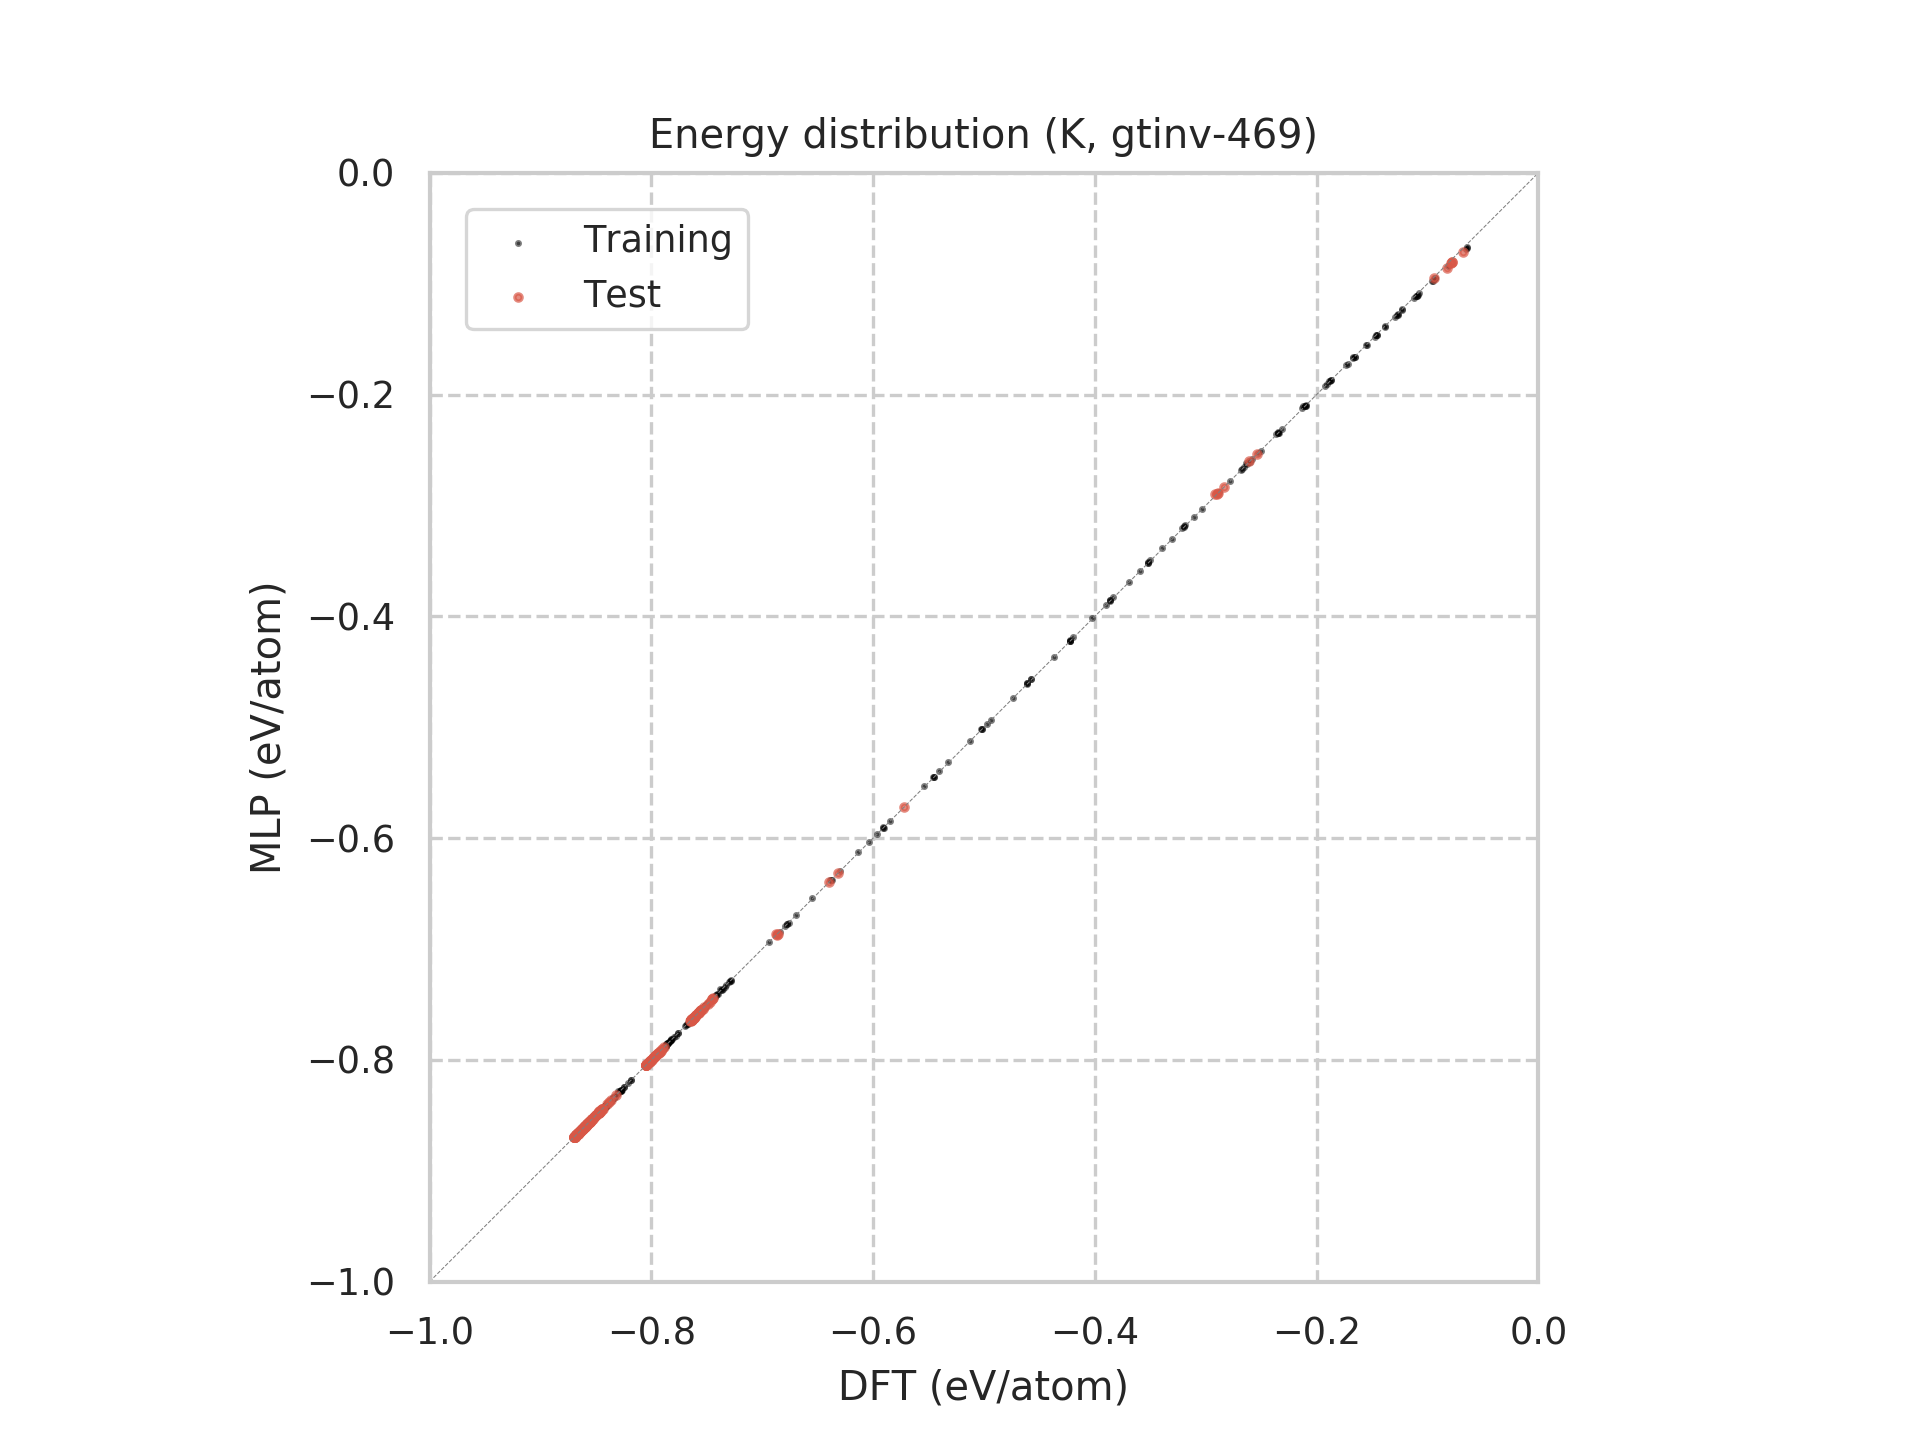 Energy distribution (K, gtinv-469)
0.0
−0.2
−0.4
−0.6
−0.8
−1.0
MLP (eV/atom)
Training
Test
−1.0 −0.8 −0.6 −0.4 −0.2 0.0
DFT (eV/atom)